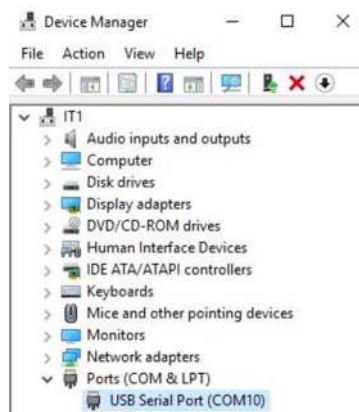 Device Manager
File Action View Help
IT1
Audio inputs and outputs
Computer
Disk drives
Display adapters
DVD/CD-ROM drives
Human Interface Devices
IDE ATA/ATAPI controllers
Keyboards
Mice and other pointing devices
Monitors
Network adapters
Ports (COM & LPT)
USB Serial Port (COM10)